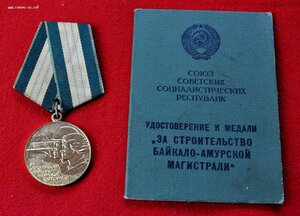 СОЮЗ
СОВЕТСКИХ
СОЦИАЛИСТИЧЕСКИХ
РЕСПУБЛИК
УДОСТОВЕРЕНИЕ К МЕДАЛИ
„ЗА СТРОИТЕЛЬСТВО
БАЙКАЛО-АМУРСКОЙ
МАГИСТРАЛИ“